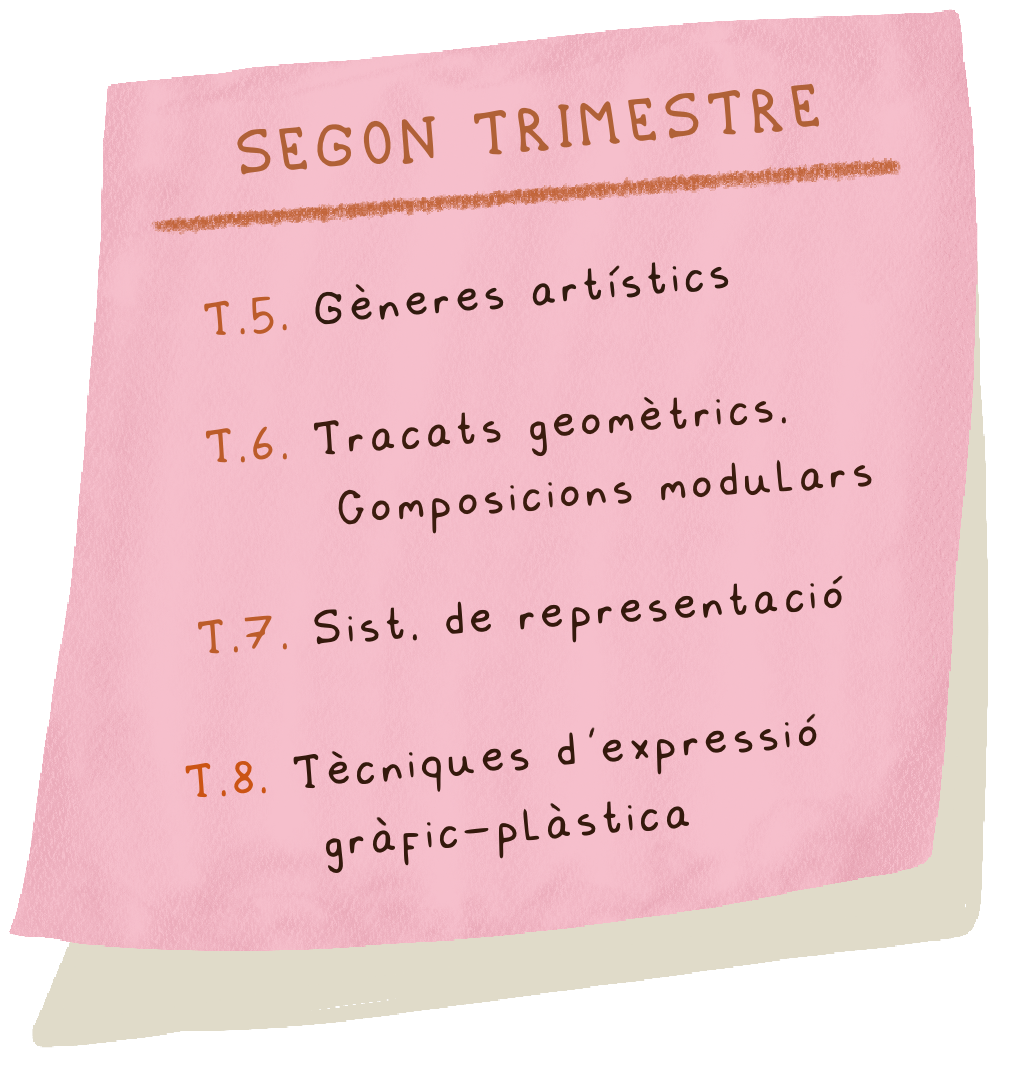 SEGON TRIMESTRE
T.5. Gèneres artístics
T.6. Tracats geomètrics.
Composicions modulars
T.7. Sist. de representació
T.8. Tècniques d'expressió
gràfic-plàstica